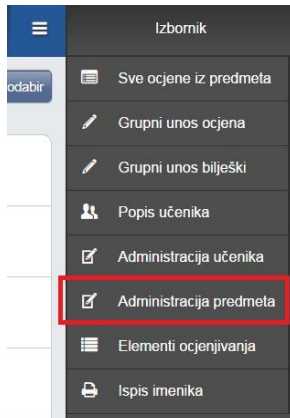 Izbornik
odabir
Sve ocjene iz predmeta
Grupni unos ocjena
Grupni unos bilješki
Popis učenika
Administracija učenika
Administracija predmeta
Elementi ocjenjivanja
Ispis imenika